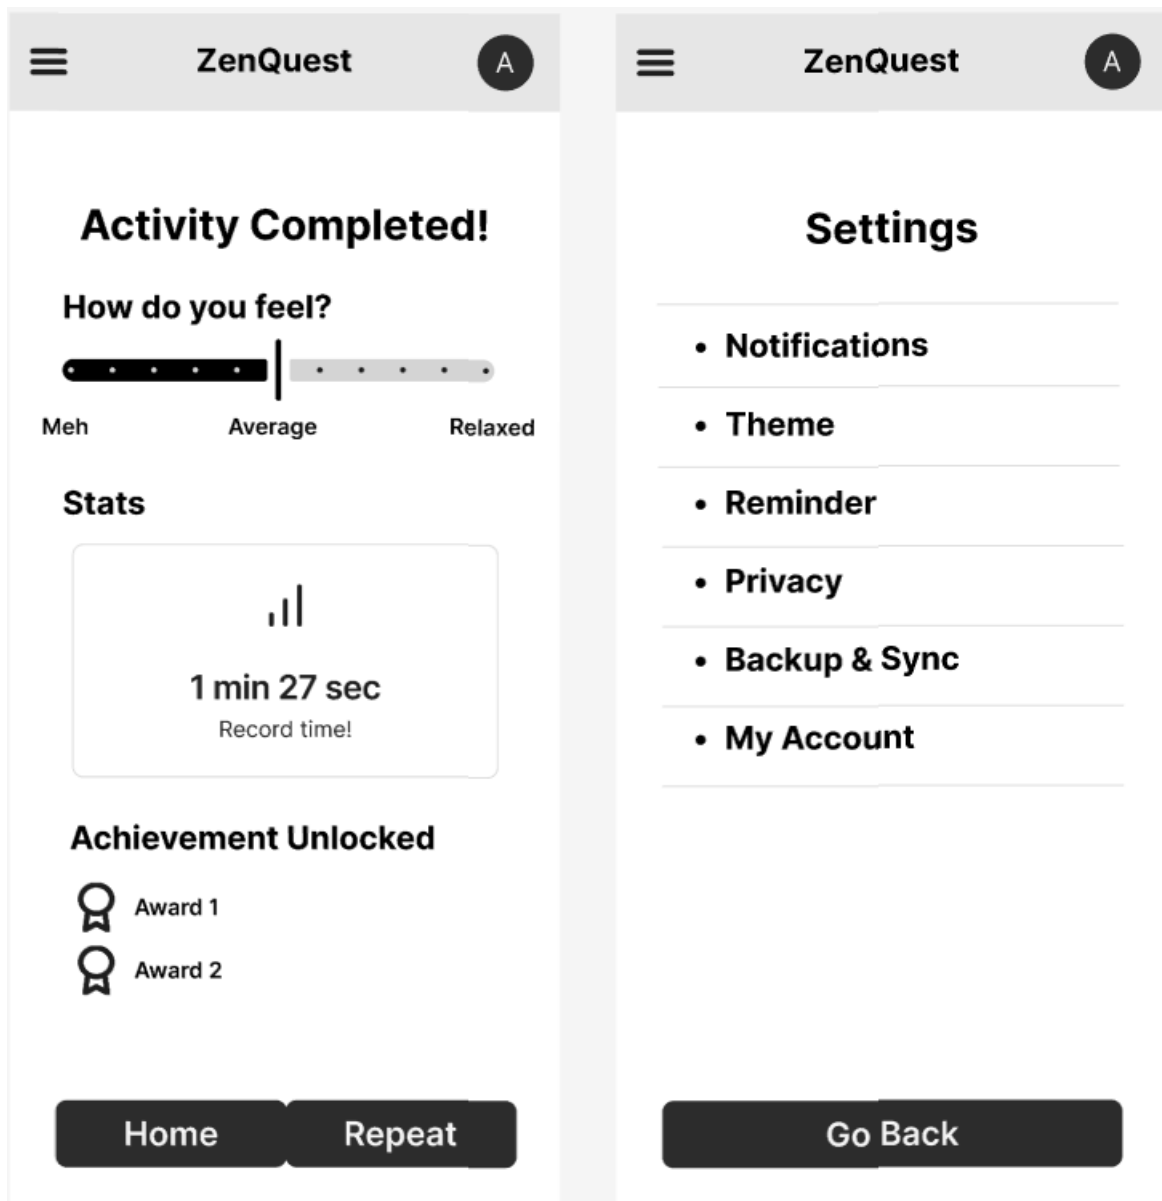 ZenQuest
A
Activity Completed!
How do you feel?
Meh Average Relaxed
Stats
1 min 27 sec
Record time!
Achievement Unlocked
Award 1
Award 2
Home Repeat
ZenQuest
A
Settings
• Notifications
• Theme
• Reminder
• Privacy
• Backup & Sync
• My Account
Go Back